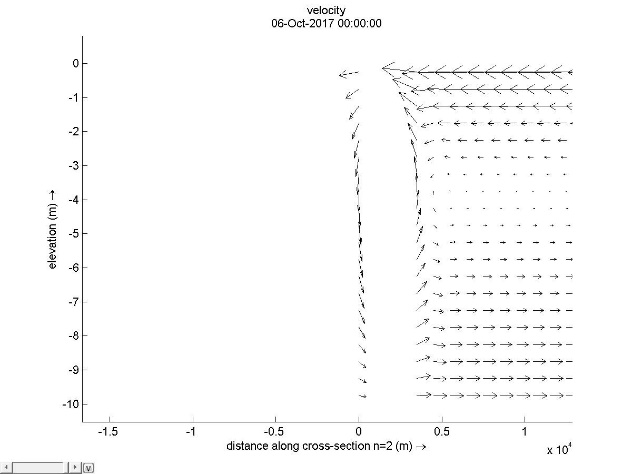 velocity
06-Oct-2017 00:00:00
elevation (m) →
0
-1
-2
-3
-4
-5
-6
-7
-8
-9
-10
-1.5
-1
-0.5
0
0.5
1
x 10^4
distance along cross-section n=2 (m) →
v